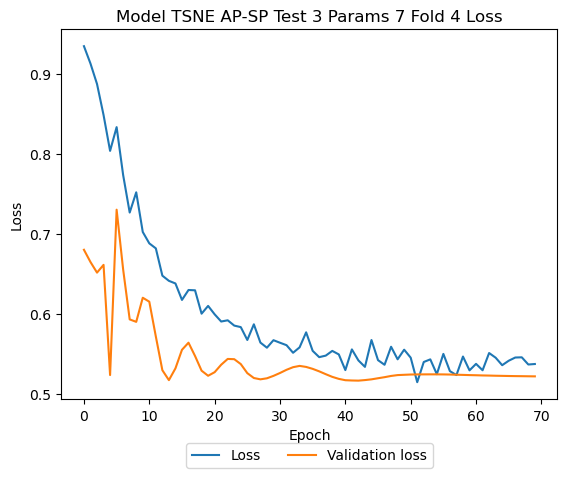 Model TSNE AP-SP Test 3 Params 7 Fold 4 Loss
0.9
0.8
0.7
0.6
0.5
Loss
0 10 20 30 40 50 60 70
Epoch
Loss Validation loss